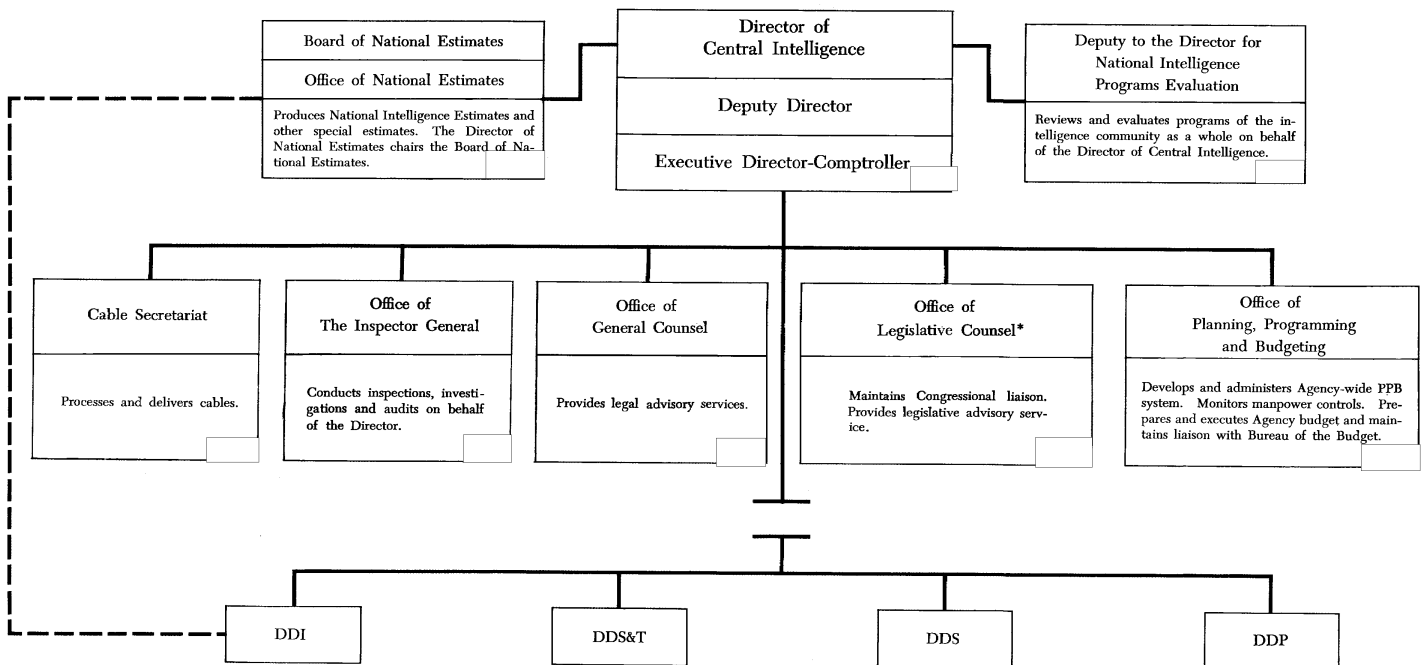 Board of National Estimates
Office of National Estimates
Produces National Intelligence Estimates and
other special estimates. The Director of
National Estimates chairs the Board of Na-
tional Estimates.
Director of
Central Intelligence
Deputy Director
Executive Director-Comptroller
Deputy to the Director for
National Intelligence
Programs Evaluation
Reviews and evaluates programs of the in-
telligence community as a whole on behalf
of the Director of Central Intelligence.
Cable Secretariat
Processes and delivers cables.
Office of
The Inspector General
Conducts inspections, investi-
gations and audits on behalf
of the Director.
Office of
General Counsel
Provides legal advisory services.
Office of
Legislative Counsel*
Maintains Congressional liaison.
Provides legislative advisory serv-
ice.
Office of
Planning, Programming
and Budgeting
Develops and administers Agency-wide PPB
system. Monitors manpower controls. Pre-
pares and executes Agency budget and main-
tains liaison with Bureau of the Budget.
DDI
DDS&T
DDS
DDP